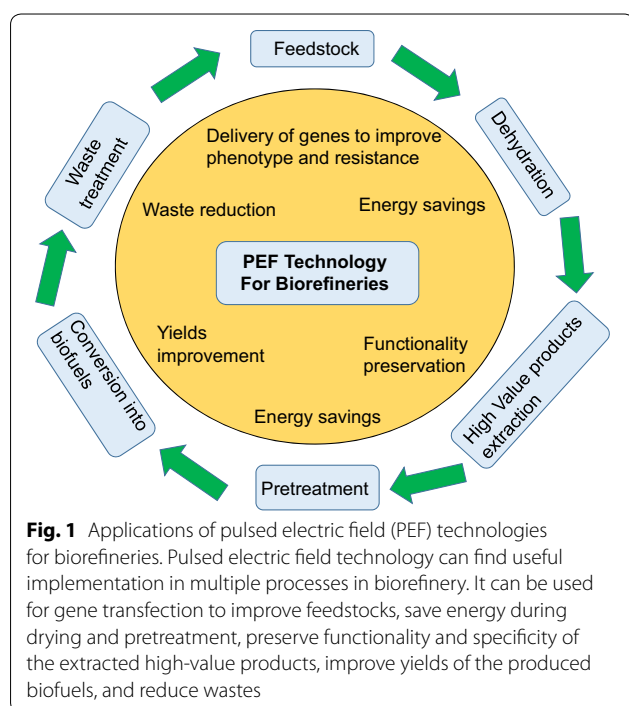 Feedstock
Waste
treatment
Dehydration
Delivery of genes to improve
phenotype and resistance
Waste reduction
Energy savings
PEF Technology
For Biorefineries
Yields
improvement
Functionality
preservation
Energy savings
Conversion into
biofuels
High Value products
extraction
Pretreatment
Fig. 1 Applications of pulsed electric field (PEF) technologies
for biorefineries. Pulsed electric field technology can find useful
implementation in multiple processes in biorefinery. It can be used
for gene transfection to improve feedstocks, save energy during
drying and pretreatment, preserve functionality and specificity of
the extracted high-value products, improve yields of the produced
biofuels, and reduce wastes